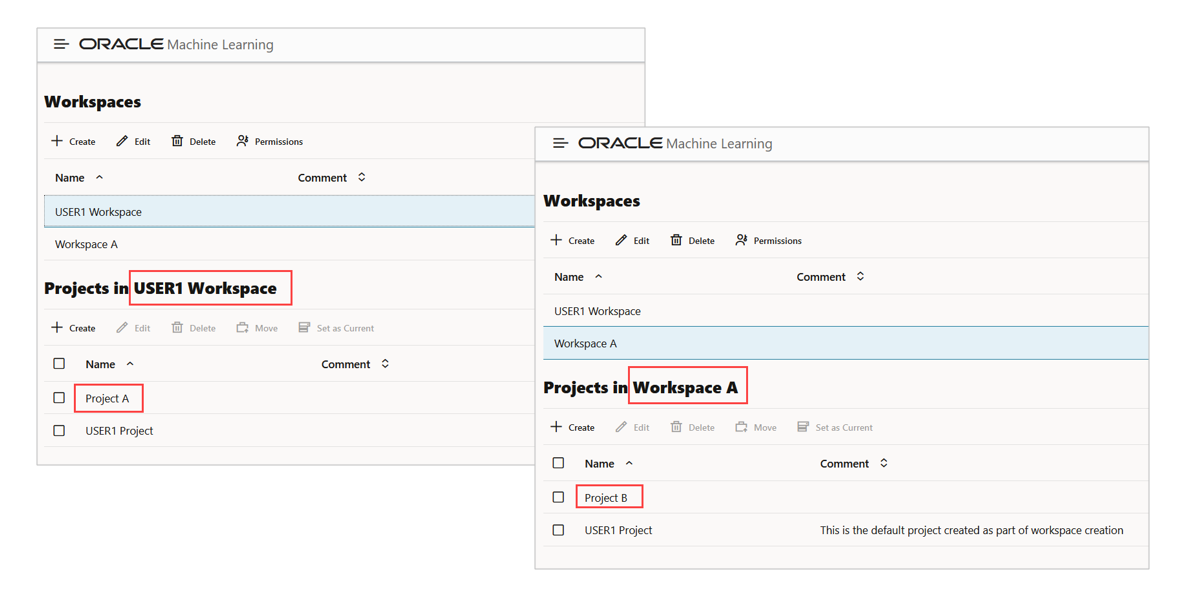 ORACLE Machine Learning
Workspaces
Create Edit Delete Permissions
Name Comment
USER1 Workspace
Workspace A
Projects in USER1 Workspace
Create Edit Delete Move Set as Current
Name Comment
Project A
USER1 Project
ORACLE Machine Learning
Workspaces
Create Edit Delete Permissions
Name Comment
USER1 Workspace
Workspace A
Projects in Workspace A
Create Edit Delete Move Set as Current
Name Comment
Project B
USER1 Project This is the default project created as part of workspace creation